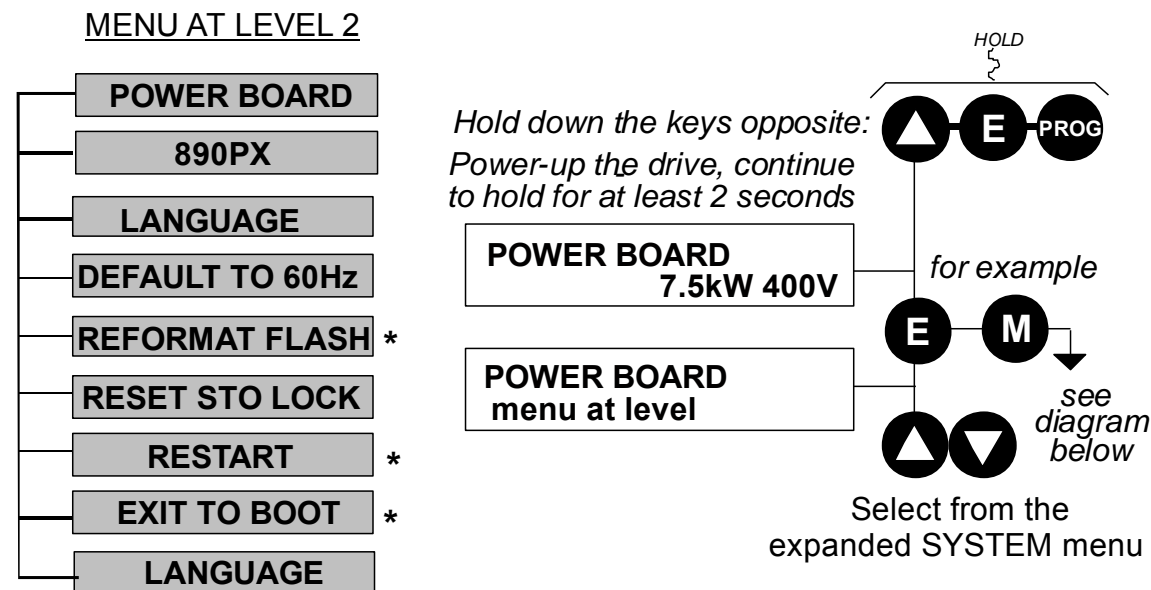 MENU AT LEVEL 2
POWER BOARD
890PX
LANGUAGE
DEFAULT TO 60Hz
REFORMAT FLASH *
RESET STO LOCK
RESTART *
EXIT TO BOOT *
LANGUAGE
HOLD
Hold down the keys opposite:
E
PROG
Power-up the drive, continue
to hold for at least 2 seconds
POWER BOARD
7.5kW 400V
for example
E
M
POWER BOARD
menu at level
see
diagram
below
Select from the
expanded SYSTEM menu